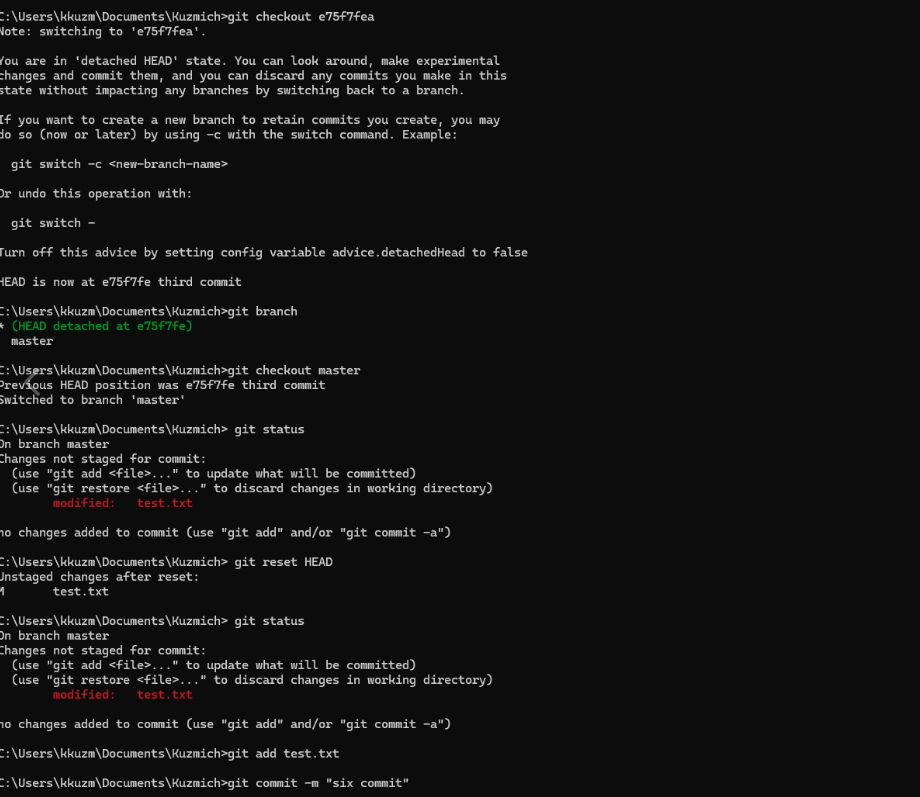 C:\Users\kkuzm\Documents\Kuzmich>git checkout e75f7fea
Note: switching to 'e75f7fea'.
You are in 'detached HEAD' state. You can look around, make experimental
changes and commit them, and you can discard any commits you make in this
state without impacting any branches by switching back to a branch.
If you want to create a new branch to retain commits you create, you may
do so (now or later) by using -c with the switch command. Example:
git switch -c <new-branch-name>
Or undo this operation with:
git switch -
Turn off this advice by setting config variable advice.detachedHead to false
HEAD is now at e75f7fe third commit
C:\Users\kkuzm\Documents\Kuzmich>git branch
* (HEAD detached at e75f7fe)
master
C:\Users\kkuzm\Documents\Kuzmich>git checkout master
Previous HEAD position was e75f7fe third commit
Switched to branch 'master'
C:\Users\kkuzm\Documents\Kuzmich> git status
On branch master
Changes not staged for commit:
(use "git add <file>..." to update what will be committed)
(use "git restore <file>..." to discard changes in working directory)
modified:   test.txt
no changes added to commit (use "git add" and/or "git commit -a")
C:\Users\kkuzm\Documents\Kuzmich> git reset HEAD
Unstaged changes after reset:
M       test.txt
C:\Users\kkuzm\Documents\Kuzmich> git status
On branch master
Changes not staged for commit:
(use "git add <file>..." to update what will be committed)
(use "git restore <file>..." to discard changes in working directory)
modified:   test.txt
no changes added to commit (use "git add" and/or "git commit -a")
C:\Users\kkuzm\Documents\Kuzmich>git add test.txt
C:\Users\kkuzm\Documents\Kuzmich>git commit -m "six commit"